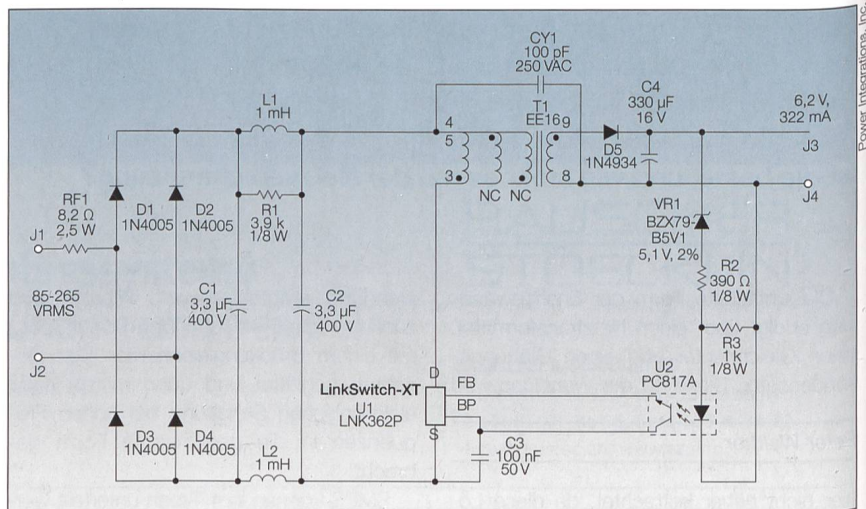 Power Integrations, Inc.
CY1
100 pF
250 VAC
L1
1 mH
4
5
3
T1
EE16
9
8
NC
NC
D5
1N4934
C4
330 µF
16 V
6,2 V,
322 mA
J3
J4
RF1
8,2 Ω
2,5 W
J1
D1
1N4005
D2
1N4005
R1
3,9 k
1/8 W
VR1
BZX79-
B5V1
5,1 V, 2%
85-265
VRMS
C1
3,3 µF
400 V
C2
3,3 µF
400 V
R2
390 Ω
1/8 W
R3
1 k
1/8 W
J2
LinkSwitch-XT
U1
LNK362P
D
FB
BP
S
U2
PC817A
D3
1N4005
D4
1N4005
L2
1 mH
C3
100 nF
50 V